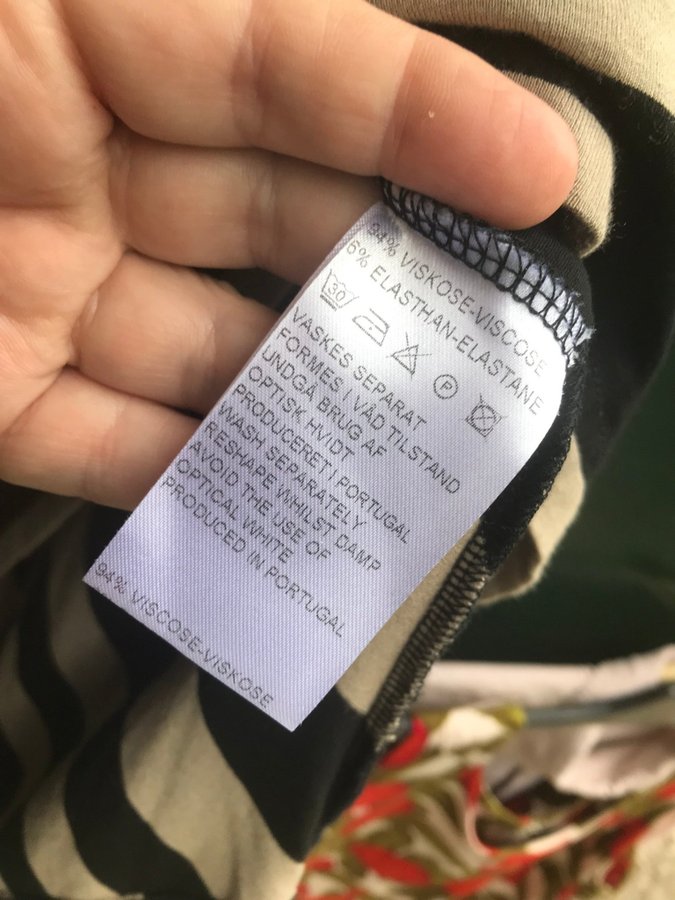 94% VISKOSE-VISCOSE
6% ELASTHAN-ELASTANE
30 P
VASKES SEPARAT
FORMES I VÅD TILSTAND
UNDGÅ BRUG AF
OPTISK HVIDT
PRODUCERET I PORTUGAL
WASH SEPARATELY
RESHAPE WHILST DAMP
AVOID THE USE OF
OPTICAL WHITE
PRODUCED IN PORTUGAL
94% VISCOSE-VISKOSE